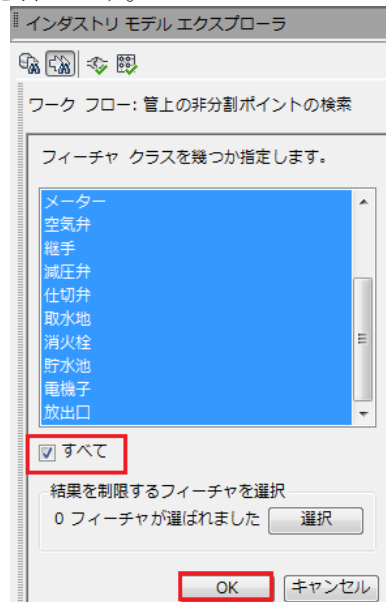 インダストリ モデル エクスプローラ
ワーク フロー: 管上の非分割ポイントの検索
フィーチャ クラスを幾つか指定します。
メーター
空気弁
継手
減圧弁
仕切弁
取水地
消火栓
貯水池
電機子
放出口
すべて
結果を制限するフィーチャを選択
0 フィーチャが選ばれました 選択
OK キャンセル